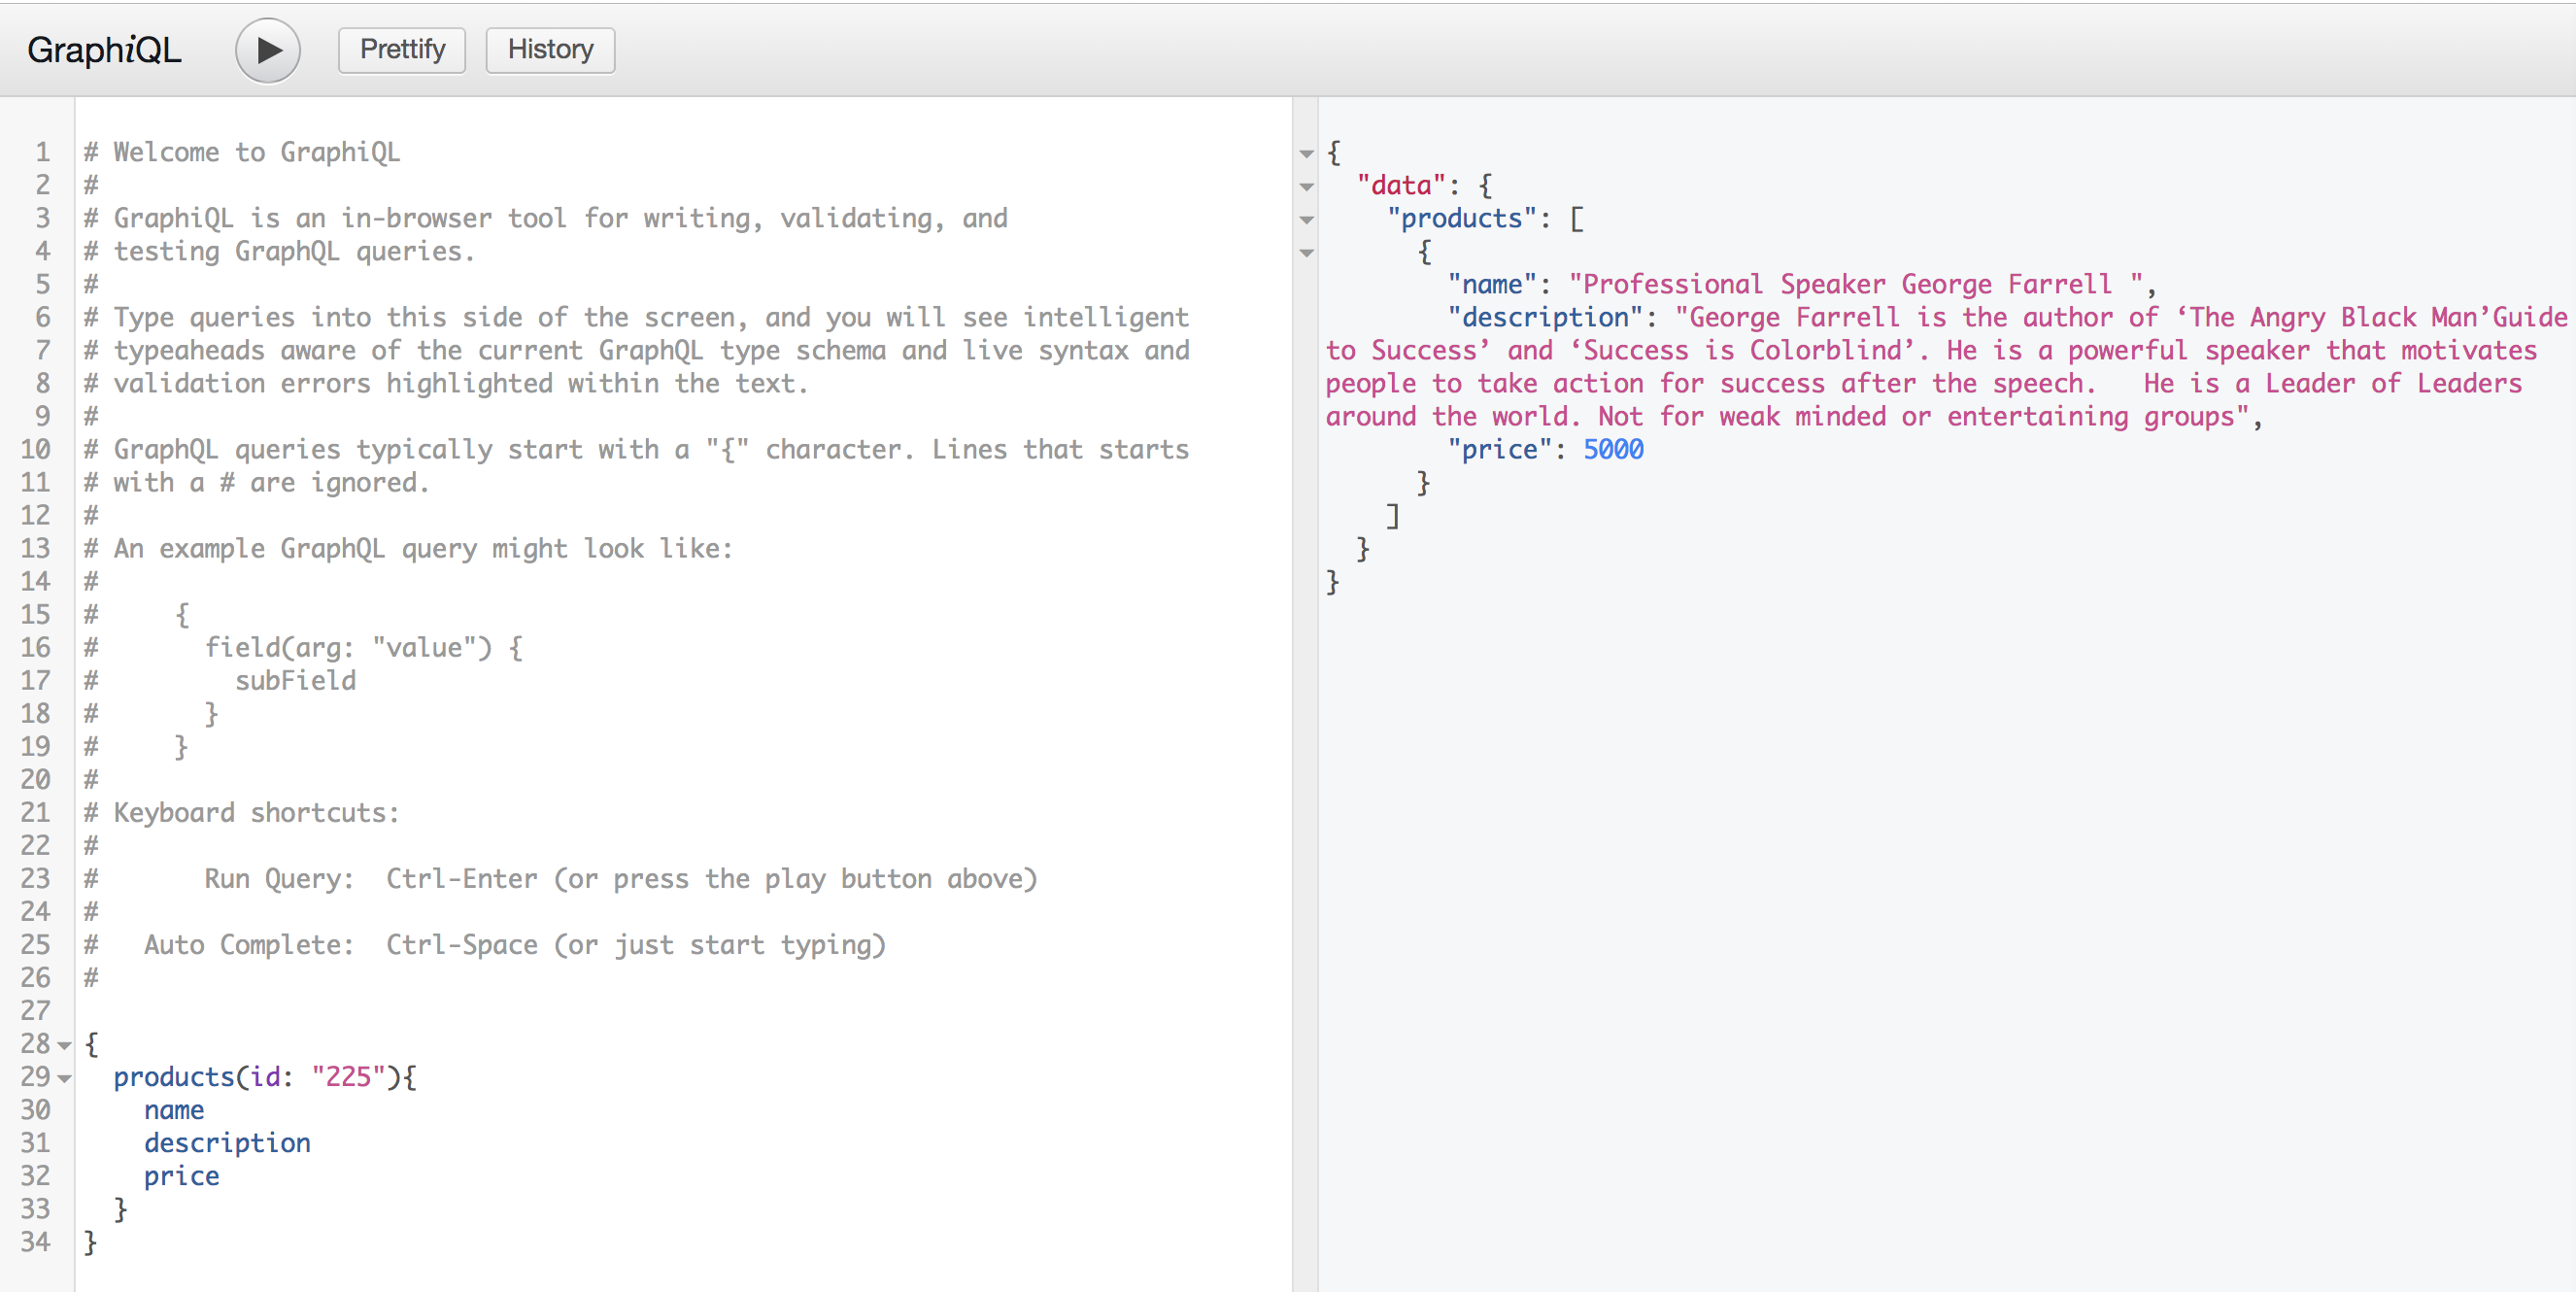 GraphiQL
Prettify
History
1 # Welcome to GraphiQL
2 #
3 # GraphiQL is an in-browser tool for writing, validating, and
4 # testing GraphQL queries.
5 #
6 # Type queries into this side of the screen, and you will see intelligent
7 # typeaheads aware of the current GraphQL type schema and live syntax and
8 # validation errors highlighted within the text.
9 #
10 # GraphQL queries typically start with a "{" character. Lines that starts
11 # with a # are ignored.
12 #
13 # An example GraphQL query might look like:
14 #
15 #     {
16 #       field(arg: "value") {
17 #         subField
18 #       }
19 #     }
20 #
21 # Keyboard shortcuts:
22 #
23 #       Run Query:  Ctrl-Enter (or press the play button above)
24 #
25 #   Auto Complete:  Ctrl-Space (or just start typing)
26 #
27
28 {
29   products(id: "225"){
30     name
31     description
32     price
33   }
34 }
{
  "data": {
    "products": [
      {
        "name": "Professional Speaker George Farrell ",
        "description": "George Farrell is the author of ‘The Angry Black Man’Guide
to Success’ and ‘Success is Colorblind’. He is a powerful speaker that motivates
people to take action for success after the speech.   He is a Leader of Leaders
around the world. Not for weak minded or entertaining groups",
        "price": 5000
      }
    ]
  }
}